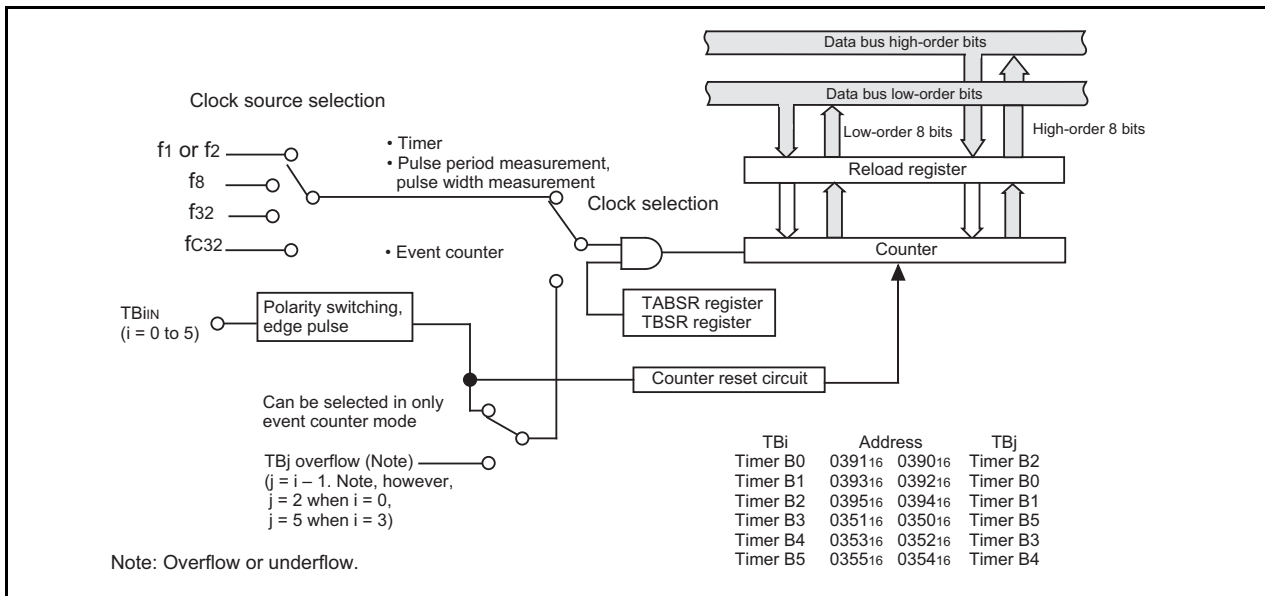 Data bus high-order bits
Data bus low-order bits
Clock source selection
Low-order 8 bits
High-order 8 bits
f1 or f2
f8
f32
fC32
• Timer
• Pulse period measurement,
pulse width measurement
Reload register
Clock selection
• Event counter
Counter
TABSR register
TBSR register
TBiIN
(i = 0 to 5)
Polarity switching,
edge pulse
Counter reset circuit
Can be selected in only
event counter mode
TBj overflow (Note)
(j = i – 1. Note, however,
j = 2 when i = 0,
j = 5 when i = 3)
TBi Address TBj
Timer B0 039116 039016 Timer B2
Timer B1 039316 039216 Timer B0
Timer B2 039516 039416 Timer B1
Timer B3 035116 035016 Timer B5
Timer B4 035316 035216 Timer B3
Timer B5 035516 035416 Timer B4
Note: Overflow or underflow.